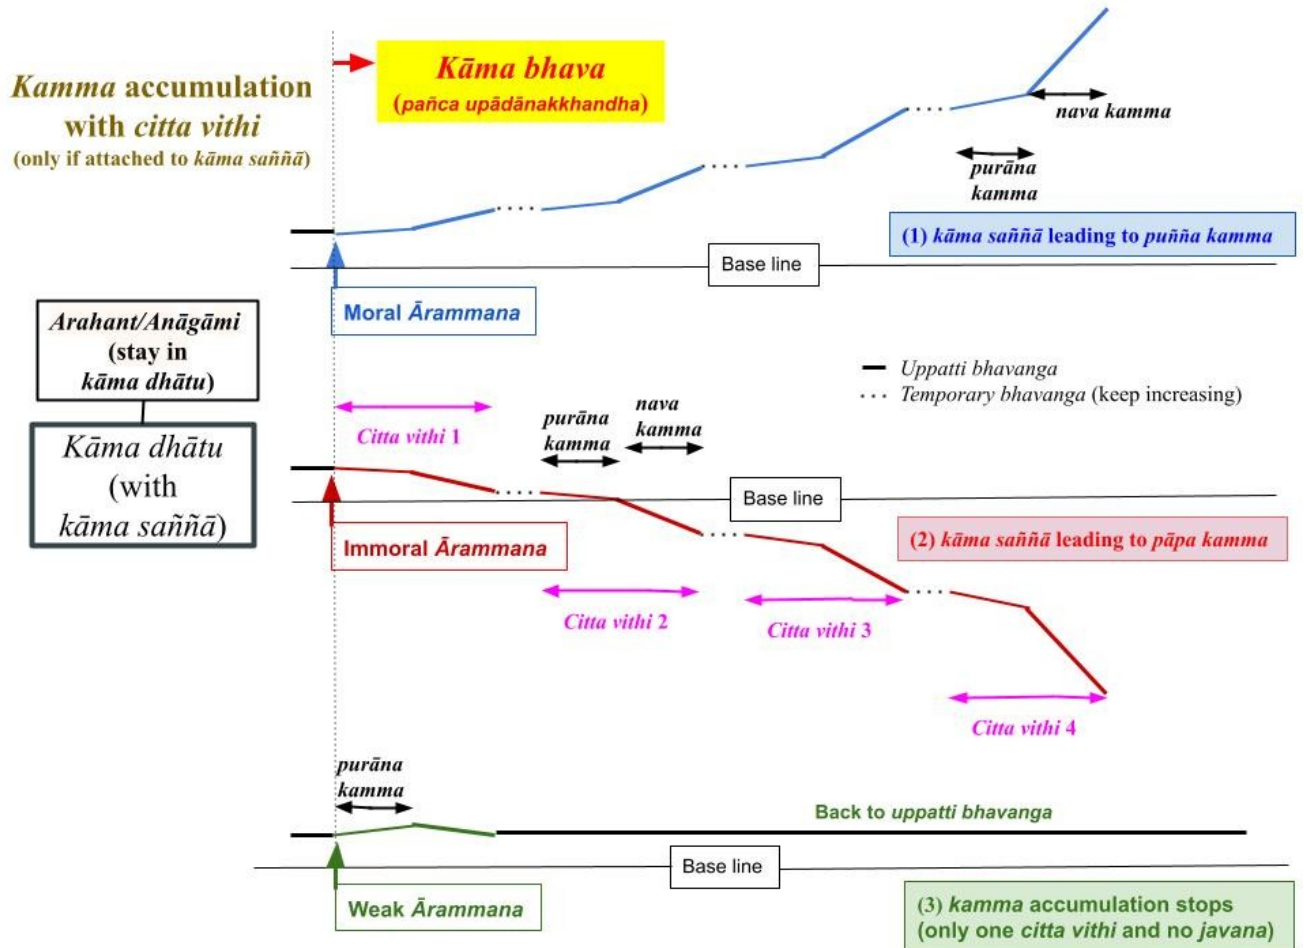 Kamma accumulation
with citta vithi
(only if attached to kāma saññā)
Kāma bhava
(pañca upādānakkhandha)
nava kamma
purāna
kamma
(1) kāma saññā leading to puñña kamma
Base line
Moral Ārammana
Arahant/Anāgāmi
(stay in
kāma dhātu)
Kāma dhātu
(with
kāma saññā)
Uppatti bhavanga
Temporary bhavanga (keep increasing)
Citta vithi 1
purāna
kamma
nava
kamma
Base line
Immoral Ārammana
(2) kāma saññā leading to pāpa kamma
Citta vithi 2
Citta vithi 3
Citta vithi 4
purāna
kamma
Back to uppatti bhavanga
Base line
Weak Ārammana
(3) kamma accumulation stops
(only one citta vithi and no javana)